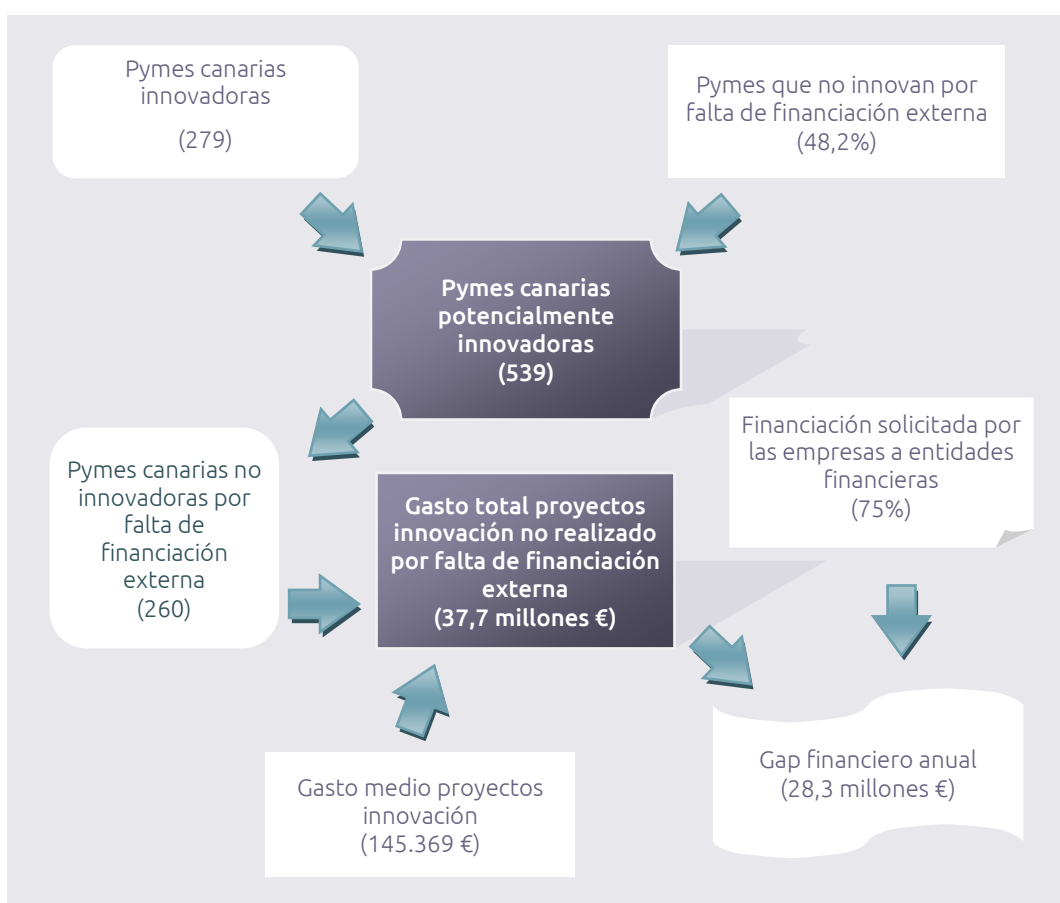 Pymes canarias
innovadoras
(279)
Pymes que no innovan por
falta de financiación externa
(48,2%)
Pymes canarias
potencialmente
innovadoras
(539)
Financiación solicitada por
las empresas a entidades
financieras
(75%)
Pymes canarias no
innovadoras por
falta de
financiación
externa
(260)
Gasto total proyectos
innovación no realizado
por falta de financiación
externa
(37,7 millones €)
Gasto medio proyectos
innovación
(145.369 €)
Gap financiero anual
(28,3 millones €)